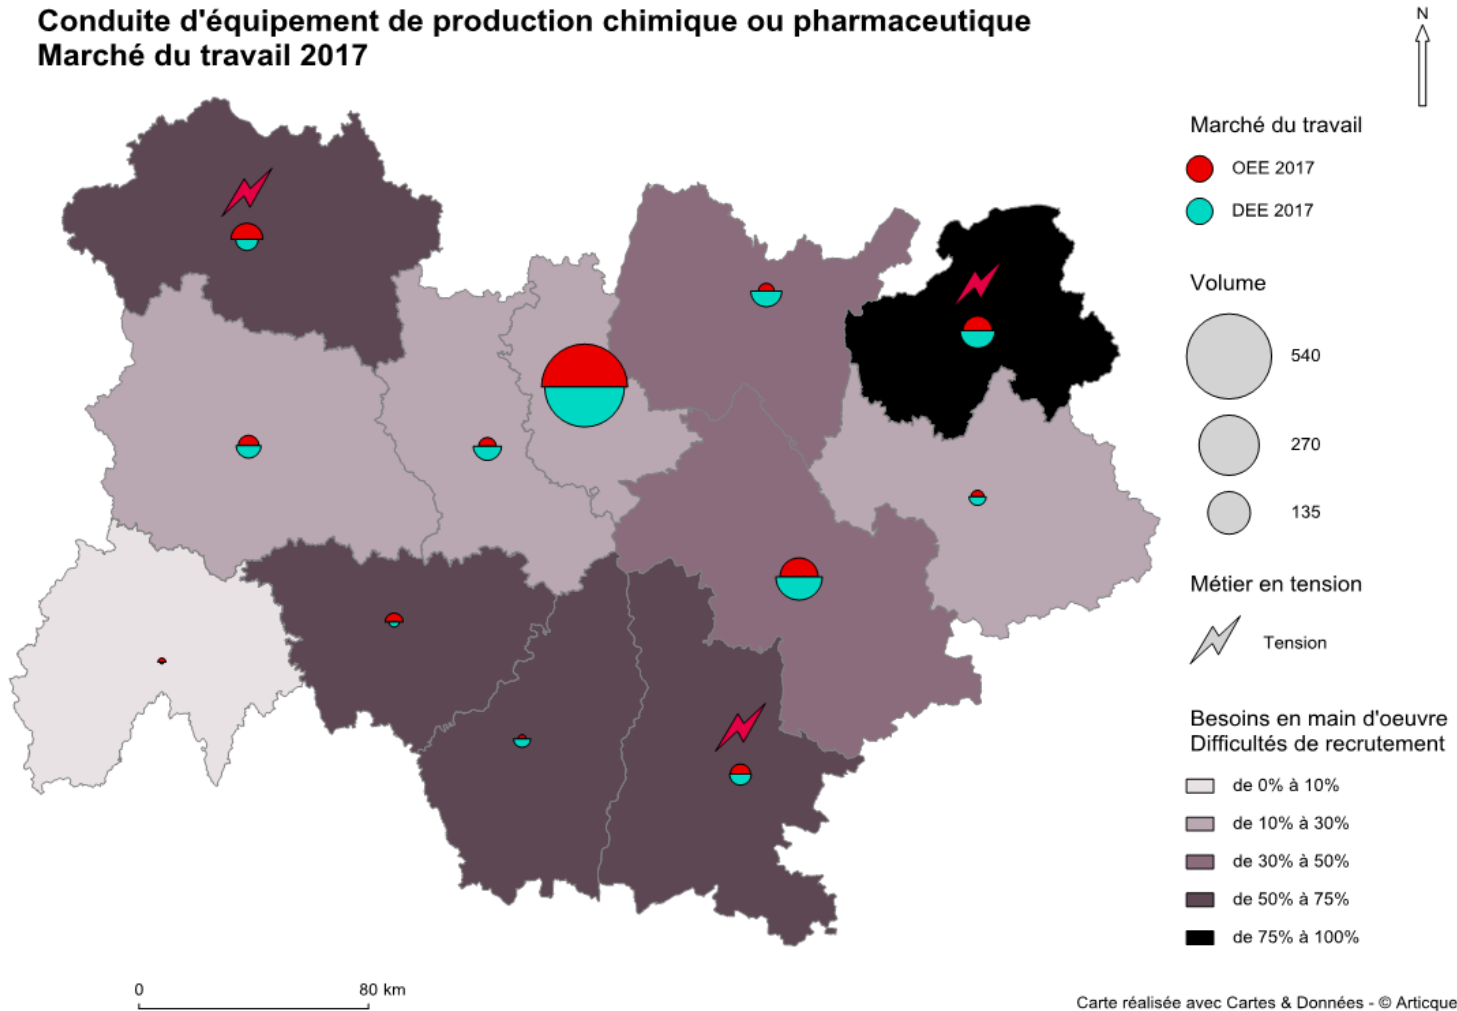 Conduite d'équipement de production chimique ou pharmaceutique
Marché du travail 2017
N
Marché du travail
OEE 2017
DEE 2017
Volume
540
270
135
Métier en tension
Tension
Besoins en main d'oeuvre
Difficultés de recrutement
de 0% à 10%
de 10% à 30%
de 30% à 50%
de 50% à 75%
de 75% à 100%
0 80 km
Carte réalisée avec Cartes & Données - © Articque